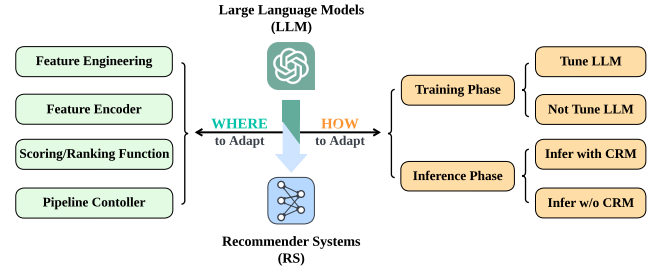 Large Language Models
(LLM)
Feature Engineering
Feature Encoder
Scoring/Ranking Function
Pipeline Contoller
WHERE
to Adapt
HOW
to Adapt
Training Phase
Inference Phase
Tune LLM
Not Tune LLM
Infer with CRM
Infer w/o CRM
Recommender Systems
(RS)